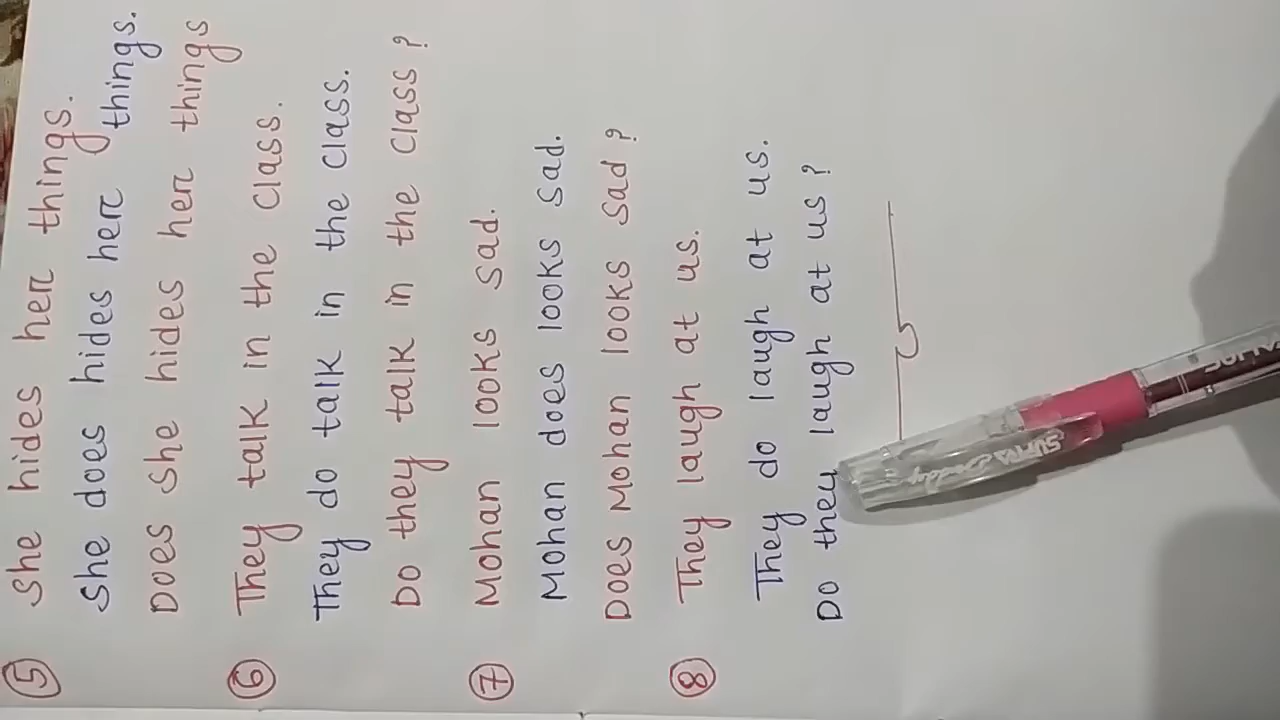 ⑤ She hides her things.
She does hides her things.
Does she hides her things
⑥ They talk in the class.
They do talk in the class.
Do they talk in the class?
⑦ Mohan looks sad.
Mohan does looks sad.
Does Mohan looks sad?
⑧ They laugh at us.
They do laugh at us.
Do they laugh at us?